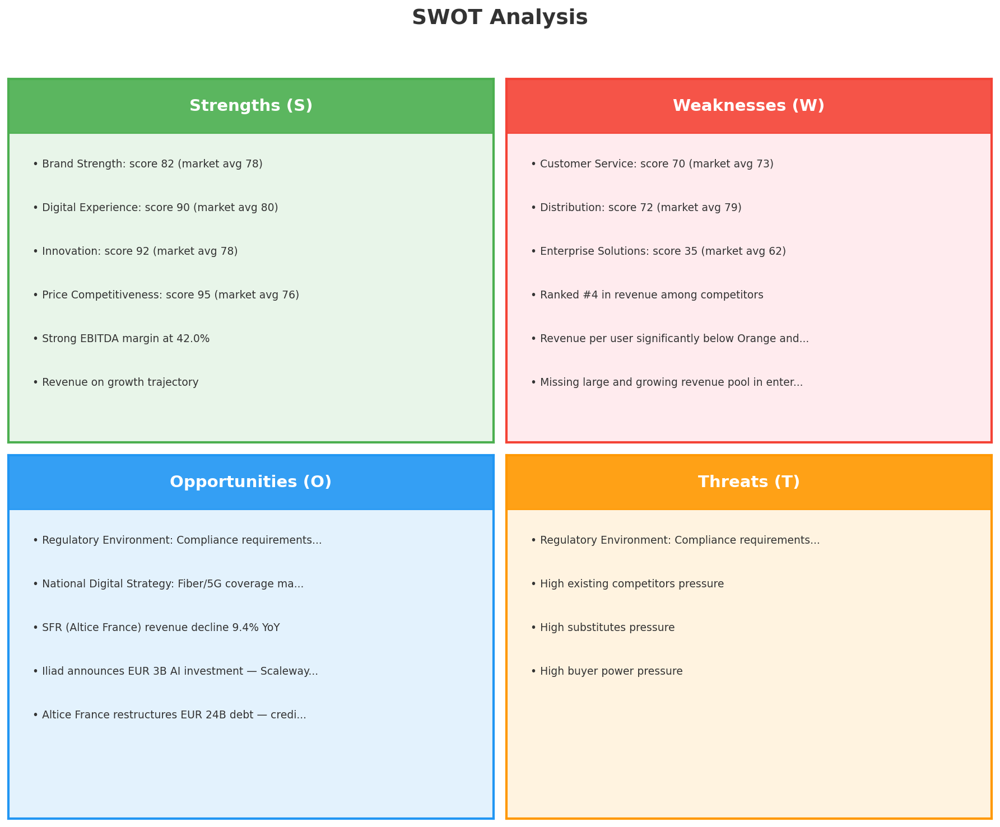 SWOT Analysis
Strengths (S)
• Brand Strength: score 82 (market avg 78)
• Digital Experience: score 90 (market avg 80)
• Innovation: score 92 (market avg 78)
• Price Competitiveness: score 95 (market avg 76)
• Strong EBITDA margin at 42.0%
• Revenue on growth trajectory
Weaknesses (W)
• Customer Service: score 70 (market avg 73)
• Distribution: score 72 (market avg 79)
• Enterprise Solutions: score 35 (market avg 62)
• Ranked #4 in revenue among competitors
• Revenue per user significantly below Orange and...
• Missing large and growing revenue pool in enter...
Opportunities (O)
• Regulatory Environment: Compliance requirements...
• National Digital Strategy: Fiber/5G coverage ma...
• SFR (Altice France) revenue decline 9.4% YoY
• Iliad announces EUR 3B AI investment — Scaleway...
• Altice France restructures EUR 24B debt — credi...
Threats (T)
• Regulatory Environment: Compliance requirements...
• High existing competitors pressure
• High substitutes pressure
• High buyer power pressure